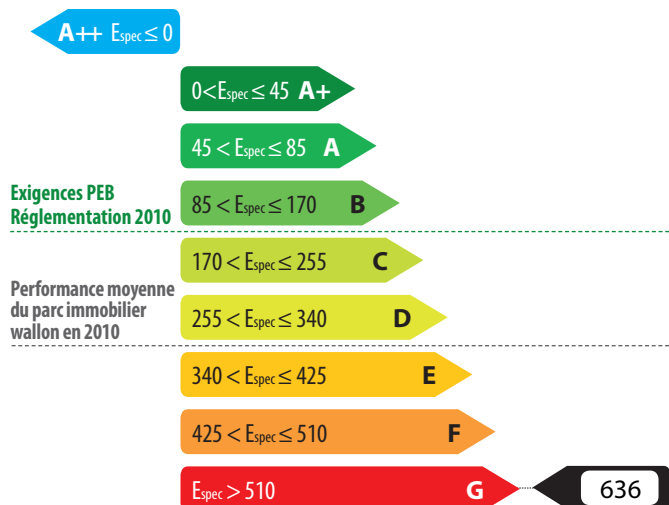 A++ Espec ≤ 0
0<Espec ≤ 45 A+
45 < Espec ≤ 85 A
Exigences PEB
Réglementation 2010
85 < Espec ≤ 170 B
170 < Espec ≤ 255 C
Performance moyenne
du parc immobilier
wallon en 2010
255 < Espec ≤ 340 D
340 < Espec ≤ 425 E
425 < Espec ≤ 510 F
Espec > 510 G
636